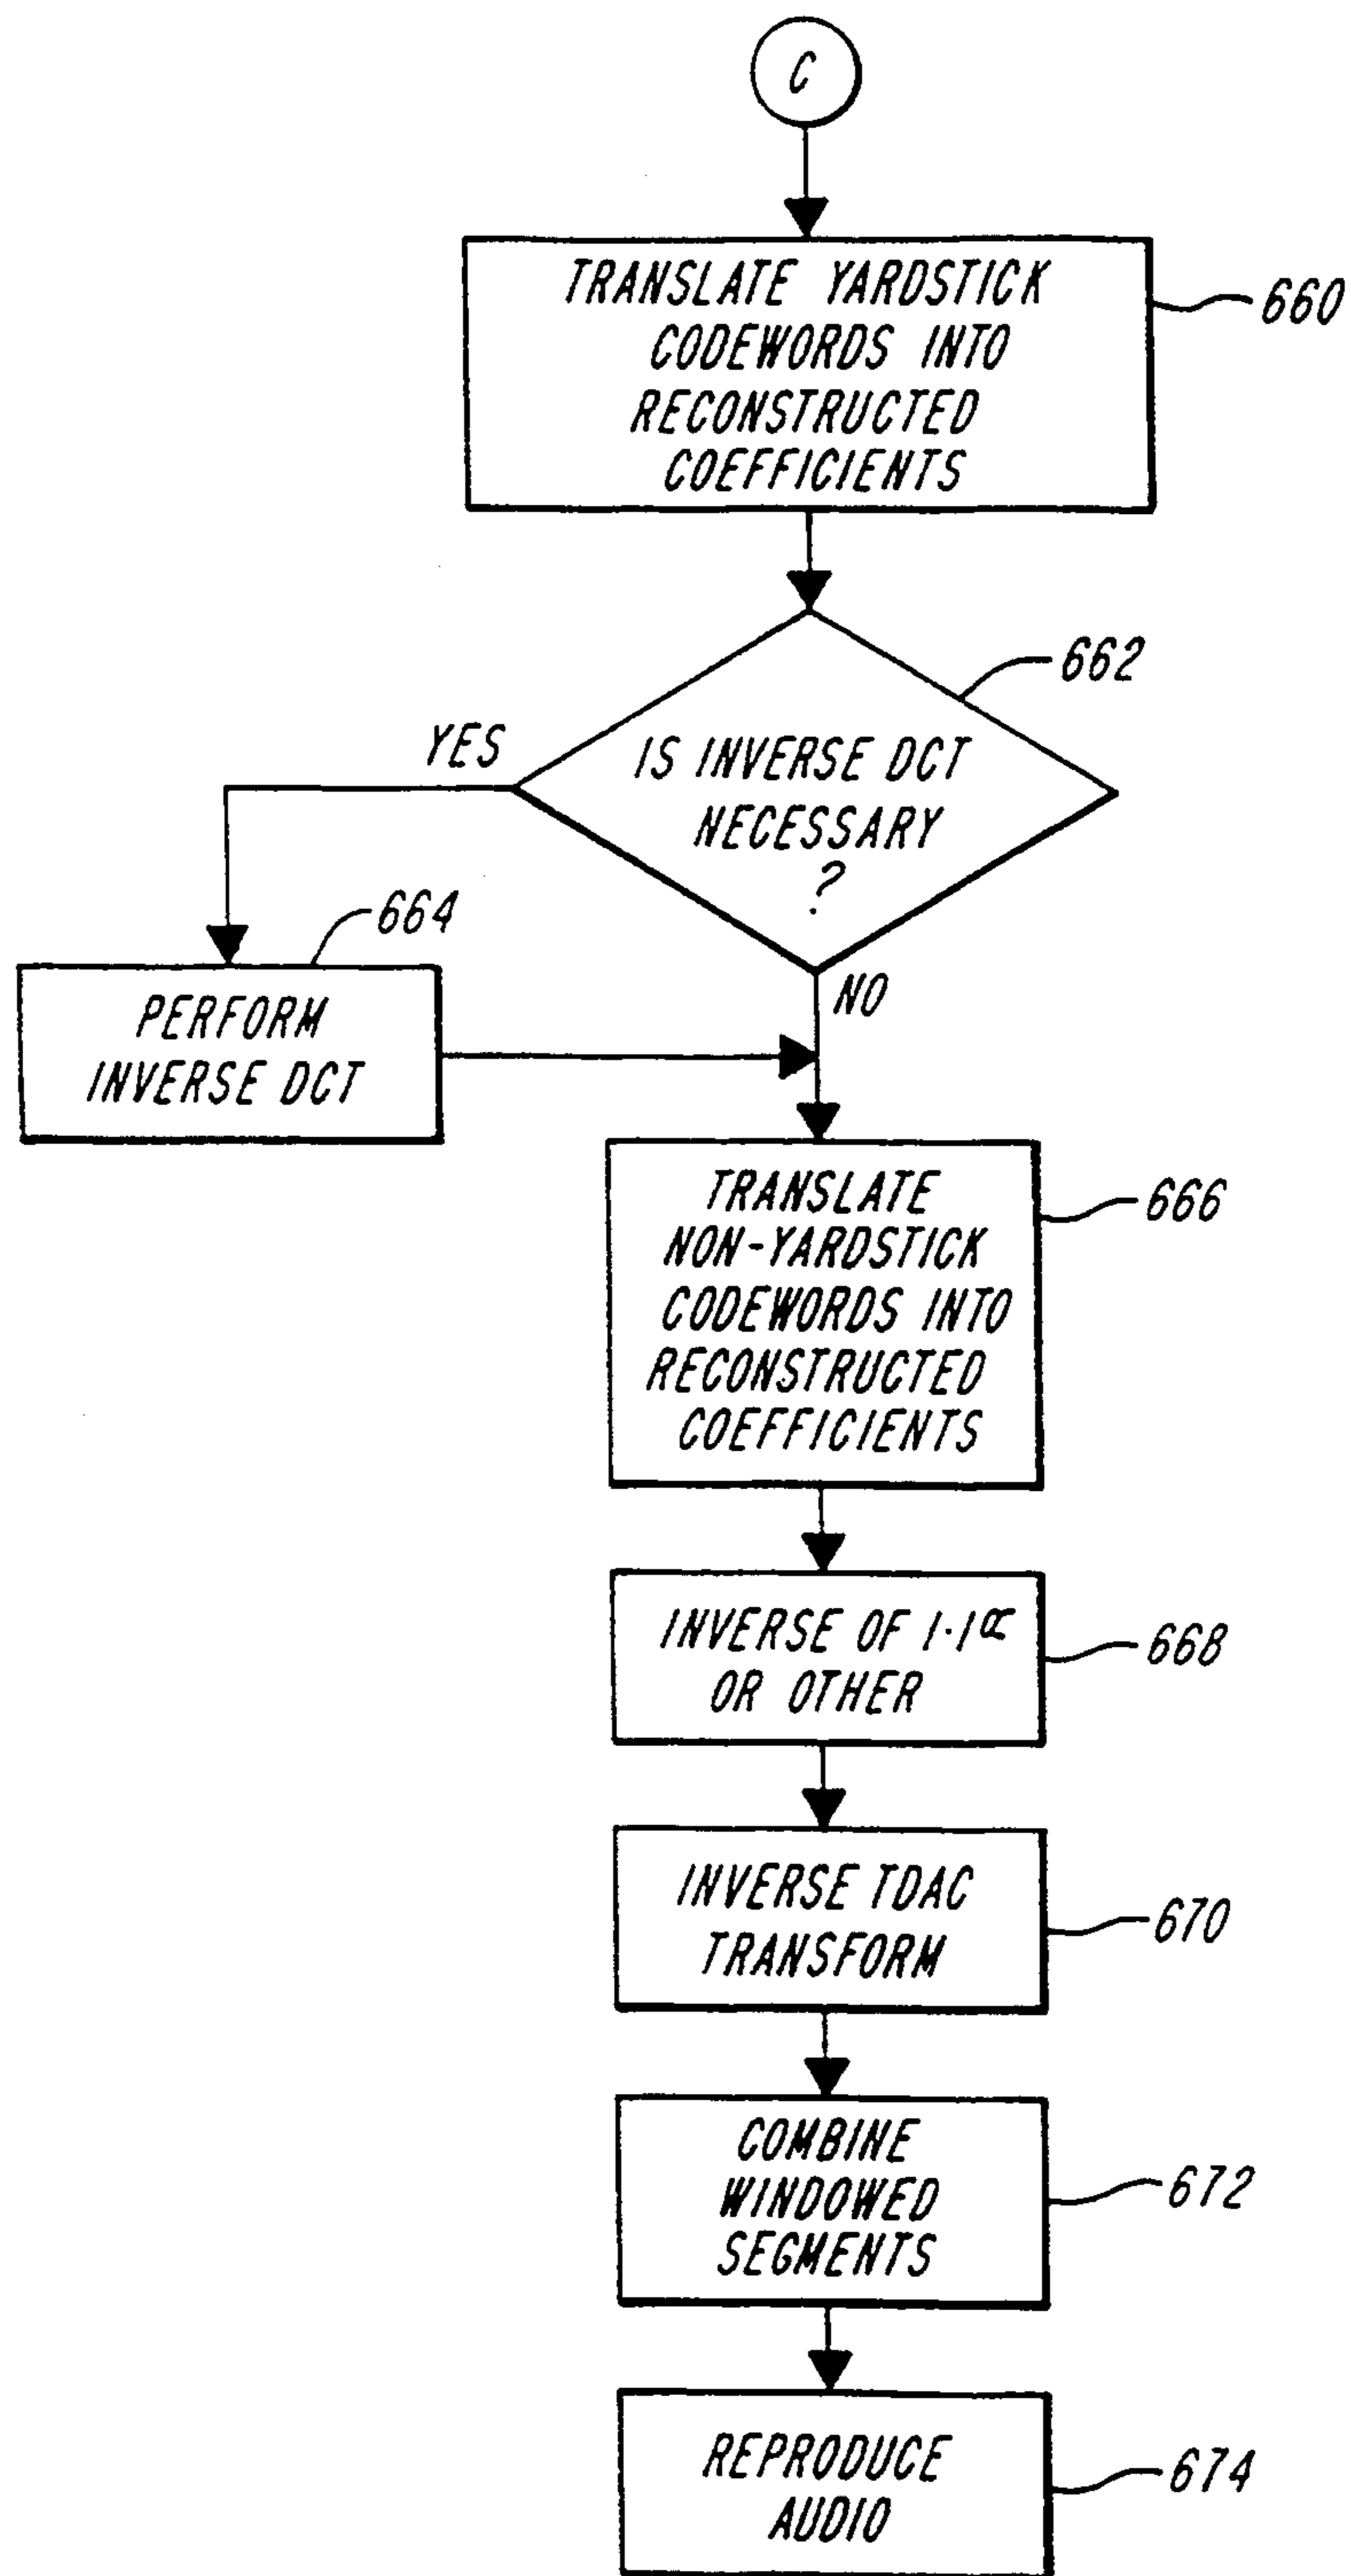 C
TRANSLATE YARDSTICK
CODEWORDS INTO
RECONSTRUCTED
COEFFICIENTS
660
662
IS INVERSE DCT
NECESSARY
?
YES
NO
664
PERFORM
INVERSE DCT
TRANSLATE
NON-YARDSTICK
CODEWORDS INTO
RECONSTRUCTED
COEFFICIENTS
666
INVERSE OF |·|α
OR OTHER
668
INVERSE TDAC
TRANSFORM
670
COMBINE
WINDOWED
SEGMENTS
672
REPRODUCE
AUDIO
674